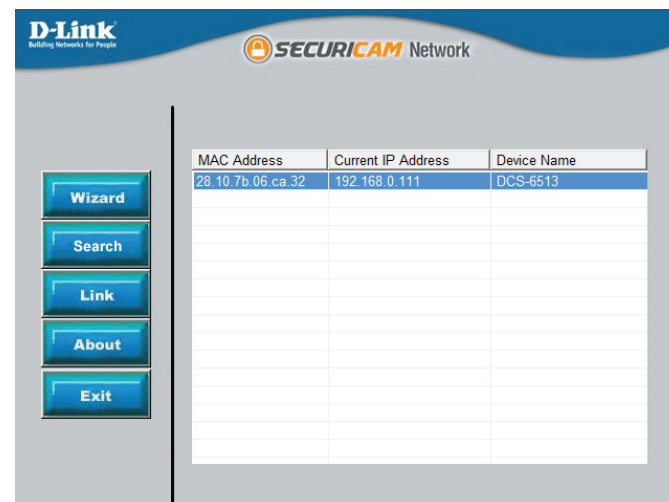 D-Link
Building Networks for People
SECURICAM Network
MAC Address Current IP Address Device Name
28.10.7b.06.ca.32 192.168.0.111 DCS-6513
Wizard
Search
Link
About
Exit